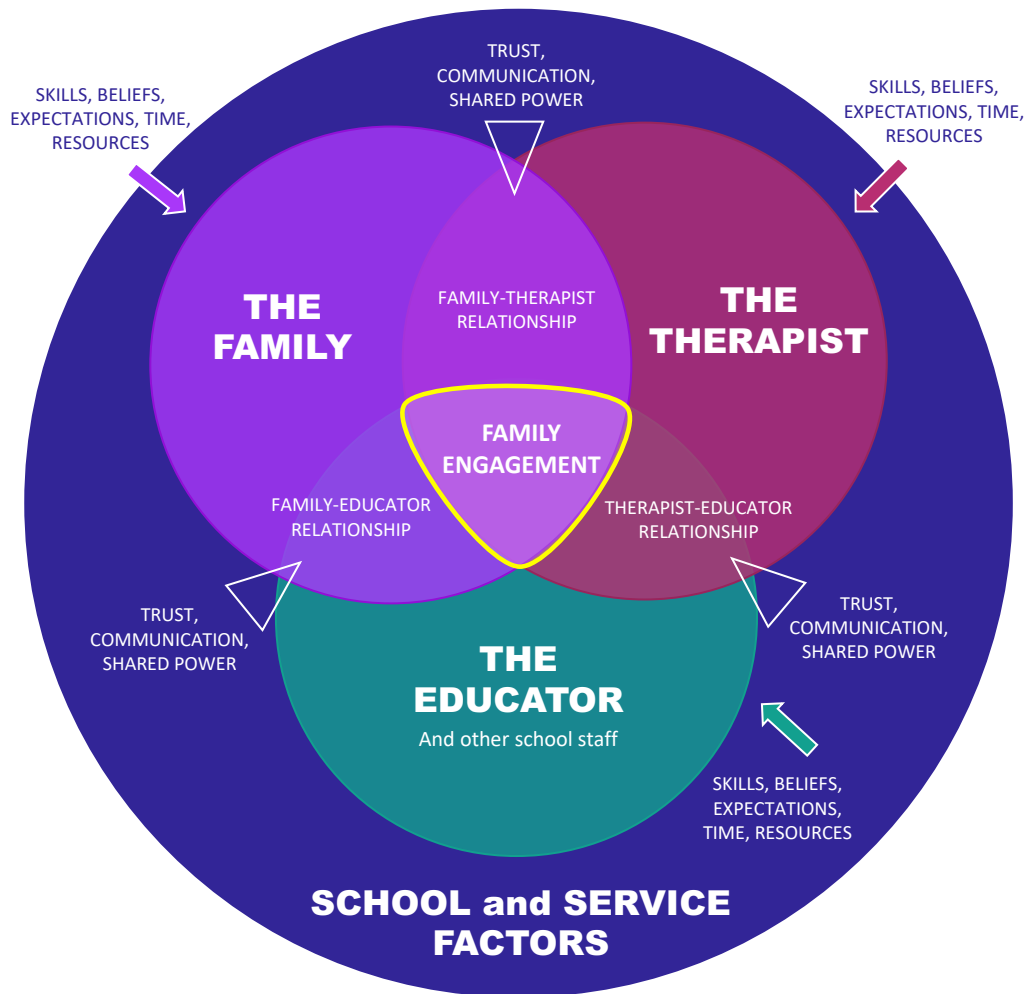 TRUST,
COMMUNICATION,
SHARED POWER
SKILLS, BELIEFS,
EXPECTATIONS, TIME,
RESOURCES
SKILLS, BELIEFS,
EXPECTATIONS, TIME,
RESOURCES
THE
FAMILY
FAMILY-THERAPIST
RELATIONSHIP
THE
THERAPIST
FAMILY
ENGAGEMENT
FAMILY-EDUCATOR
RELATIONSHIP
THERAPIST-EDUCATOR
RELATIONSHIP
TRUST,
COMMUNICATION,
SHARED POWER
TRUST,
COMMUNICATION,
SHARED POWER
THE
EDUCATOR
And other school staff
SKILLS, BELIEFS,
EXPECTATIONS,
TIME, RESOURCES
SCHOOL and SERVICE
FACTORS